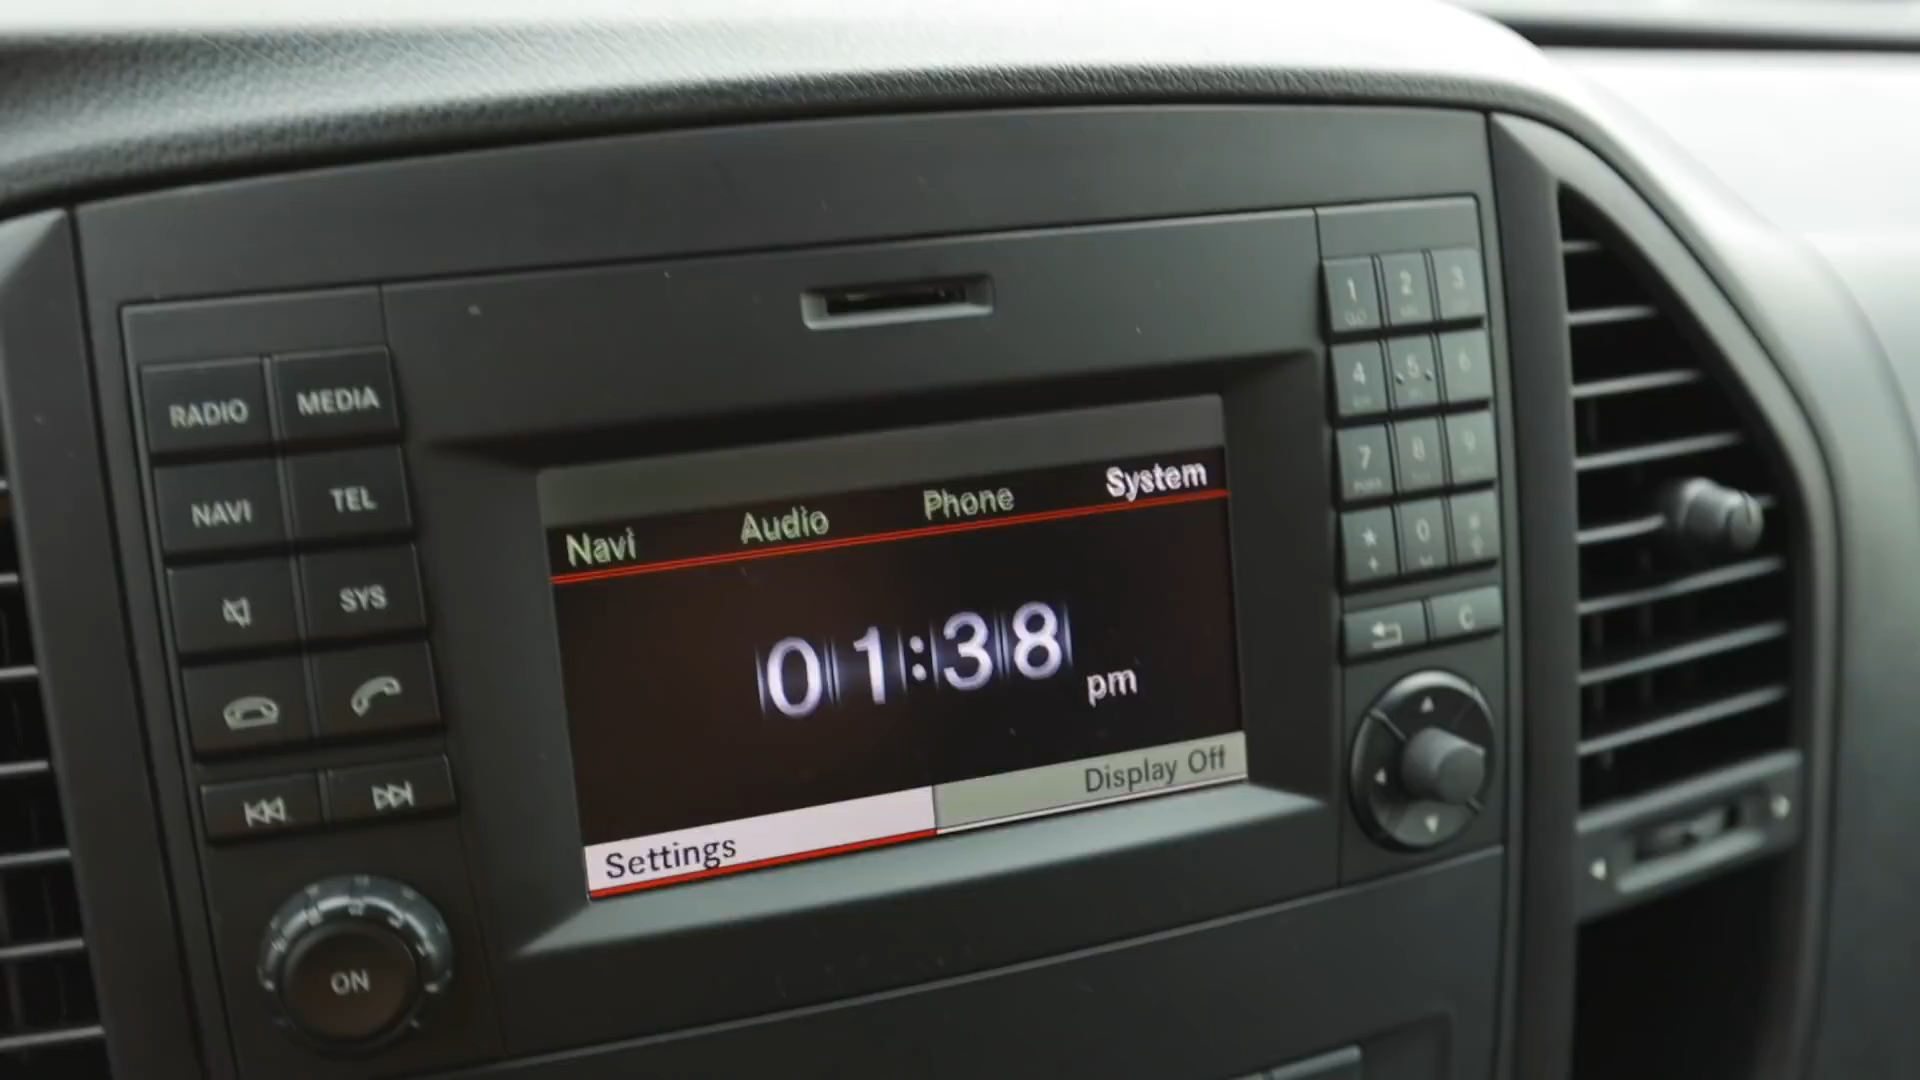 RADIO MEDIA
NAVI TEL
SYS
ON
Navi Audio Phone System
01:38 pm
Settings Display Off
1 2 3
4 5 6
7 8 9
* 0 #
C